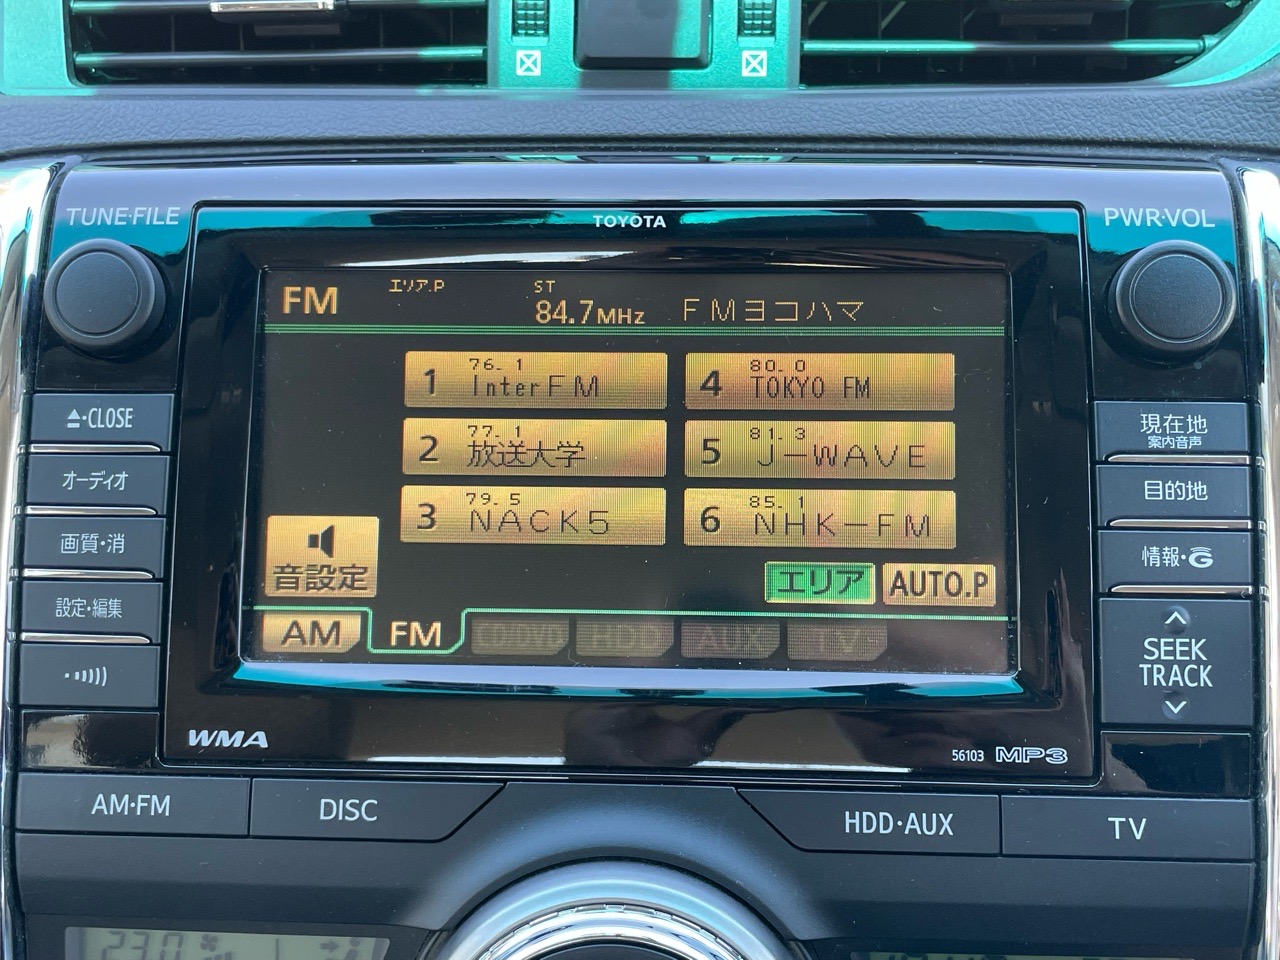 TUNE·FILE
TOYOTA
PWR·VOL
FM
エリア.P
ST
84.7MHz
FMヨコハマ
1
76.1
InterFM
4
80.0
TOKYO FM
2
77.1
放送大学
5
81.3
J-WAVE
3
79.5
NACK5
6
85.1
NHK-FM
音設定
エリア
AUTO.P
AM
FM
CD/DVD
HDD
AUX
TV
⏏·CLOSE
オーディオ
画質・消
設定・編集
現在地
案内音声
目的地
情報・G
SEEK
TRACK
WMA
56103
MP3
AM·FM
DISC
HDD·AUX
TV
23.0